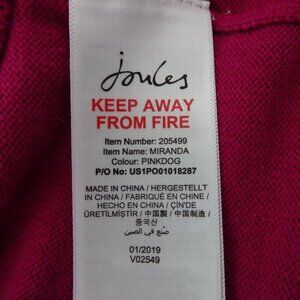 Joules
KEEP AWAY
FROM FIRE
Item Number: 205499
Item Name: MIRANDA
Colour: PINKDOG
P/O No: US1PO01018287
MADE IN CHINA / HERGESTELLT
IN CHINA / FABRIQUÉ EN CHINE /
HECHO EN CHINA / ÇİN'DE
ÜRETİLMİŞTİR / 中国製 / 中国制造 /
중국산
صنع في الصين
01/2019
V02549